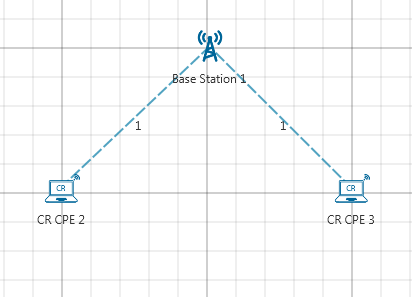 Base Station 1
1
1
CR
CR
CR CPE 2
CR CPE 3